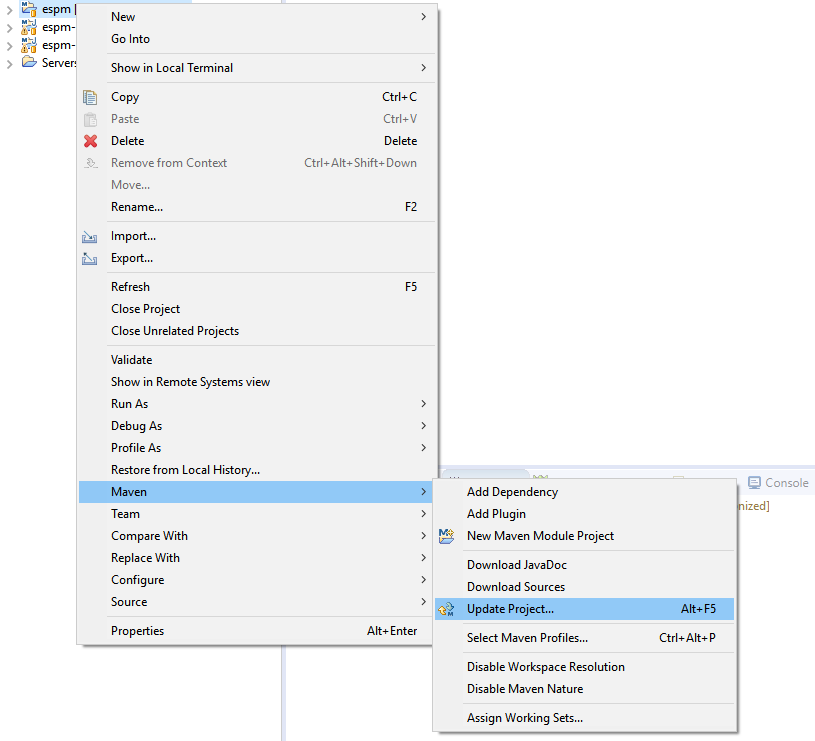 espm [
espm-
espm-
Servers
New
Go Into
Show in Local Terminal
Copy Ctrl+C
Paste Ctrl+V
Delete Delete
Remove from Context Ctrl+Alt+Shift+Down
Move...
Rename... F2
Import...
Export...
Refresh F5
Close Project
Close Unrelated Projects
Validate
Show in Remote Systems view
Run As
Debug As
Profile As
Restore from Local History...
Maven
Team
Compare With
Replace With
Configure
Source
Properties Alt+Enter
Console
nized]
Add Dependency
Add Plugin
New Maven Module Project
Download JavaDoc
Download Sources
Update Project... Alt+F5
Select Maven Profiles... Ctrl+Alt+P
Disable Workspace Resolution
Disable Maven Nature
Assign Working Sets...